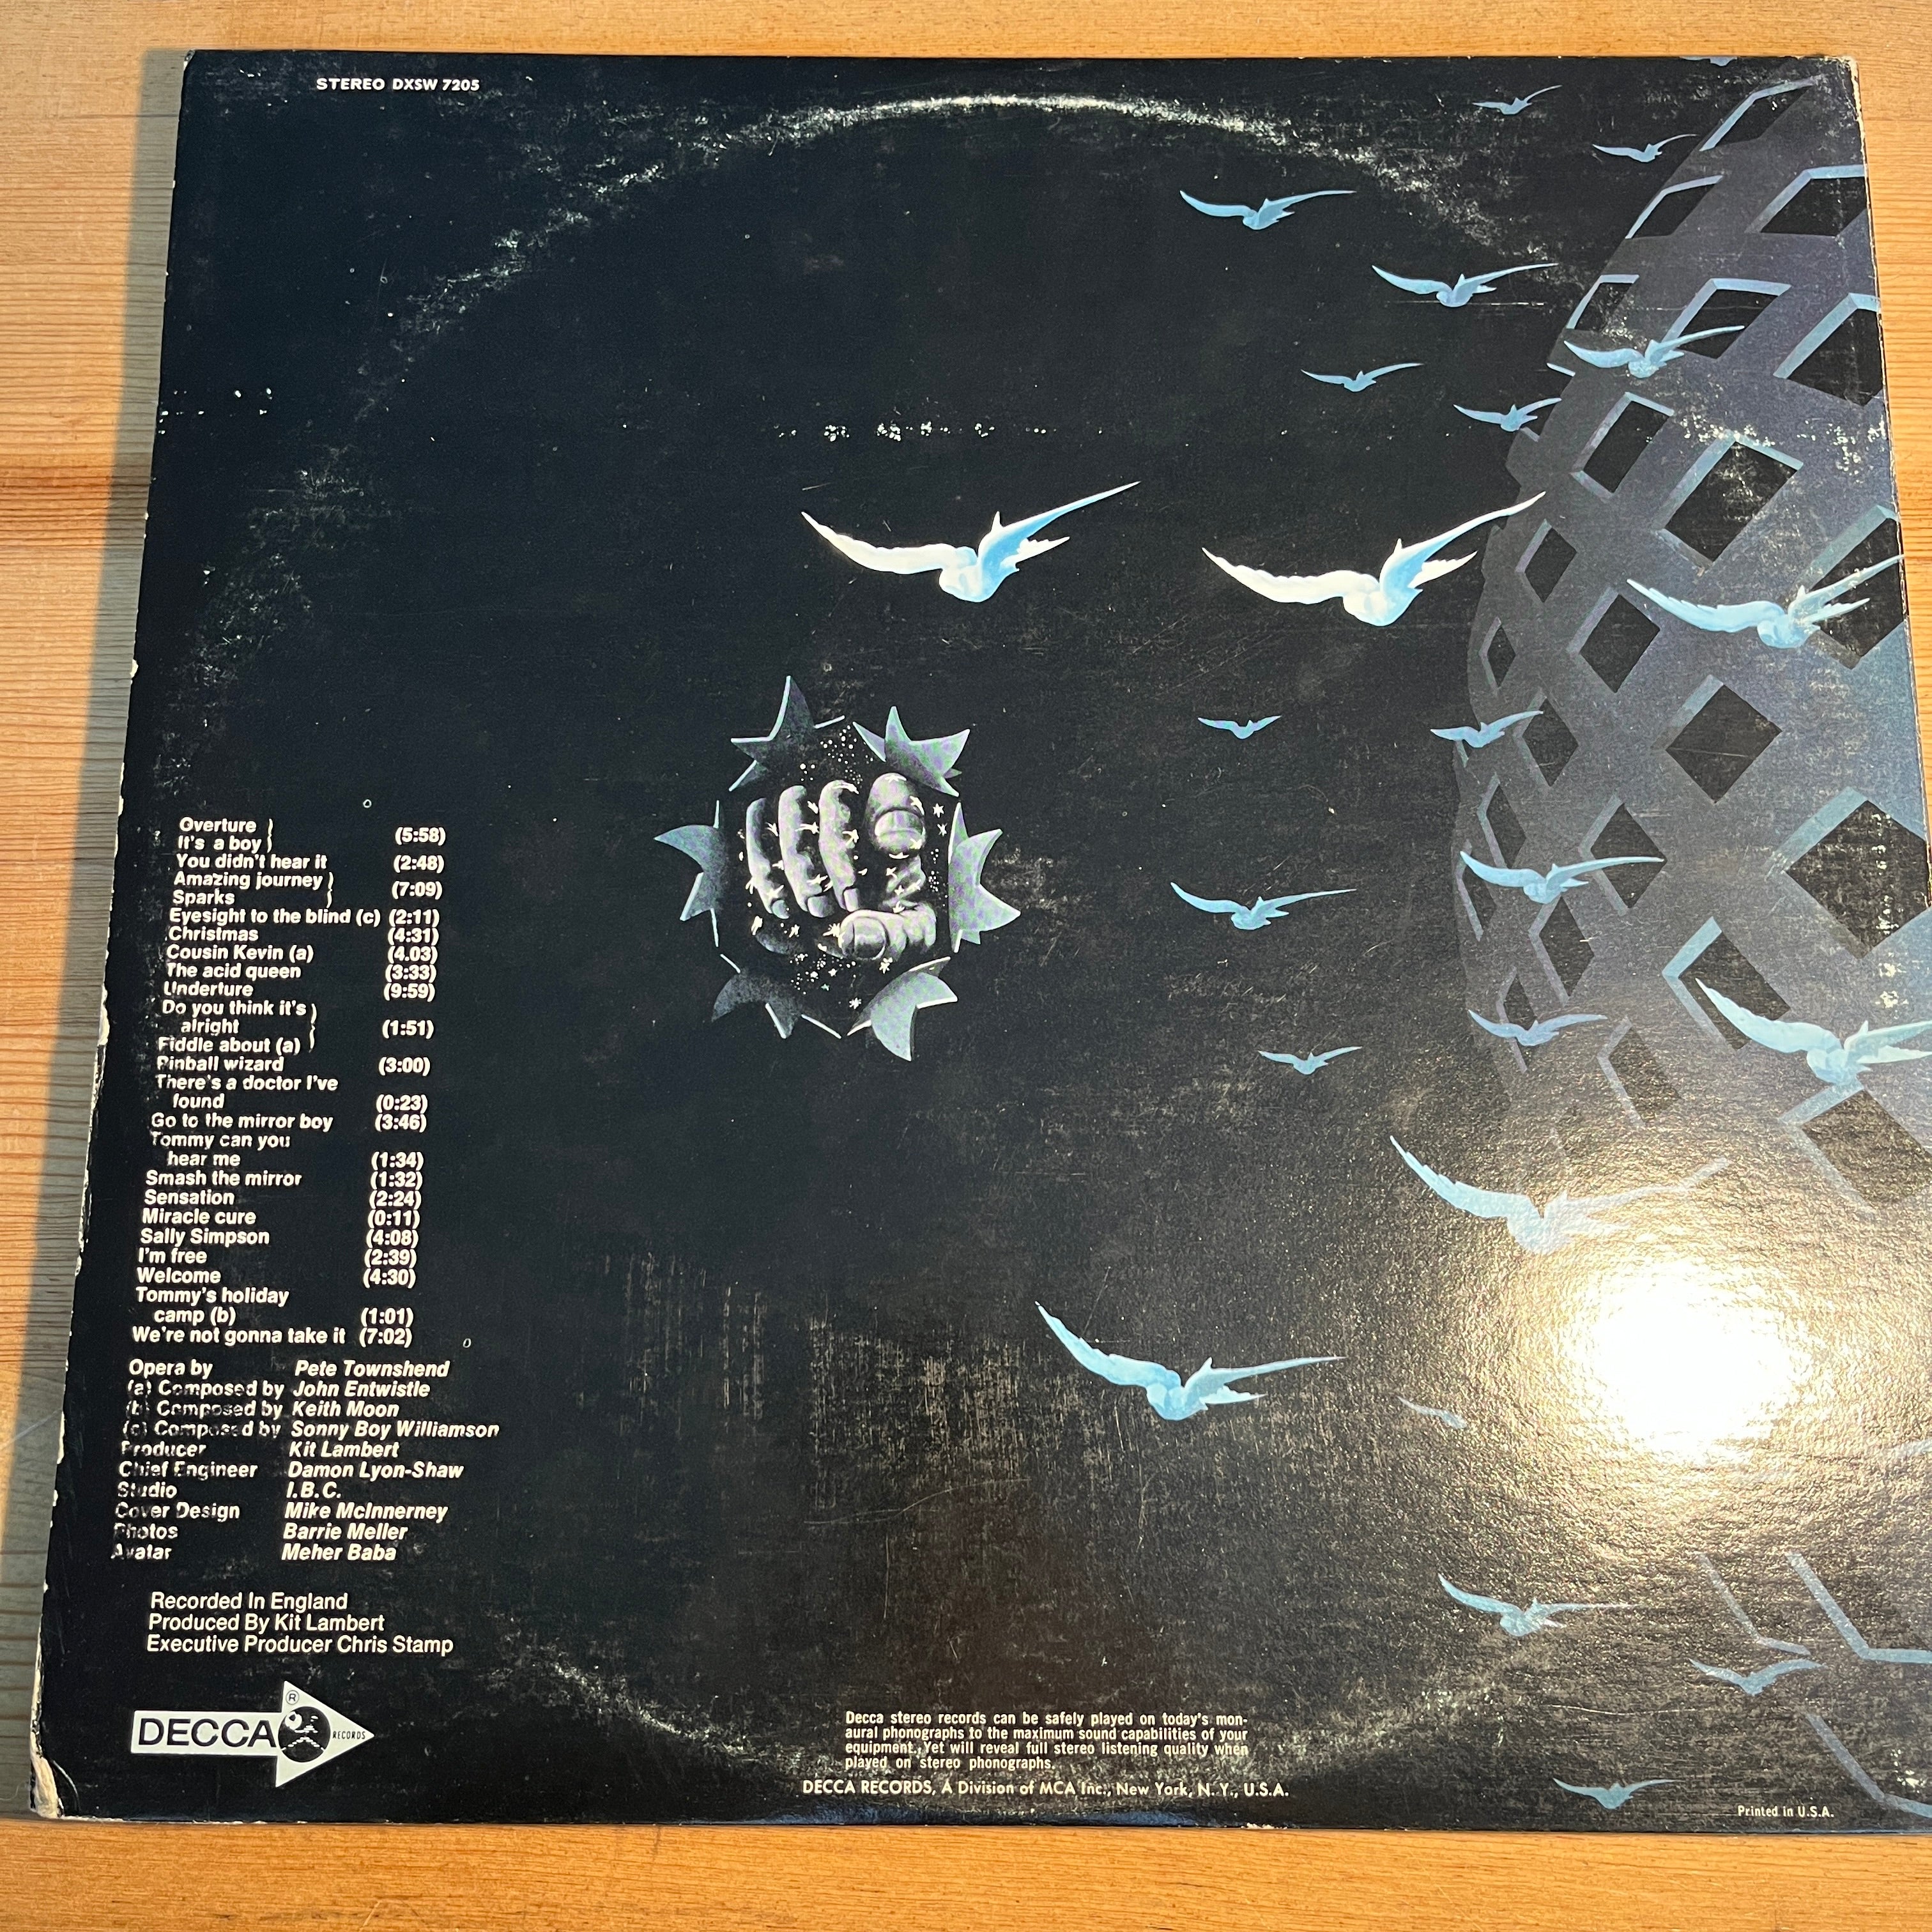 STEREO DXSW 7205
Overture
It's a boy (5:58)
You didn't hear it (2:48)
Amazing journey
Sparks (7:09)
Eyesight to the blind (c) (2:11)
Christmas (4:31)
Cousin Kevin (a) (4.03)
The acid queen (3:33)
Underture (9:59)
Do you think it's
alright (1:51)
Fiddle about (a)
Pinball wizard (3:00)
There's a doctor I've
found (0:23)
Go to the mirror boy (3:46)
Tommy can you
hear me (1:34)
Smash the mirror (1:32)
Sensation (2:24)
Miracle cure (0:11)
Sally Simpson (4:08)
I'm free (2:39)
Welcome (4:30)
Tommy's holiday
camp (b) (1:01)
We're not gonna take it (7:02)
Opera by Pete Townshend
(a) Composed by John Entwistle
(b) Composed by Keith Moon
(c) Composed by Sonny Boy Williamson
Producer Kit Lambert
Chief Engineer Damon Lyon-Shaw
Studio I.B.C.
Cover Design Mike McInnerney
Photos Barrie Meller
Avatar Meher Baba
Recorded In England
Produced By Kit Lambert
Executive Producer Chris Stamp
DECCA ® RECORDS
Decca stereo records can be safely played on today's mon-
aural phonographs to the maximum sound capabilities of your
equipment. Yet will reveal full stereo listening quality when
played on stereo phonographs.
DECCA RECORDS, A Division of MCA Inc., New York, N. Y., U.S.A.
Printed in U.S.A.